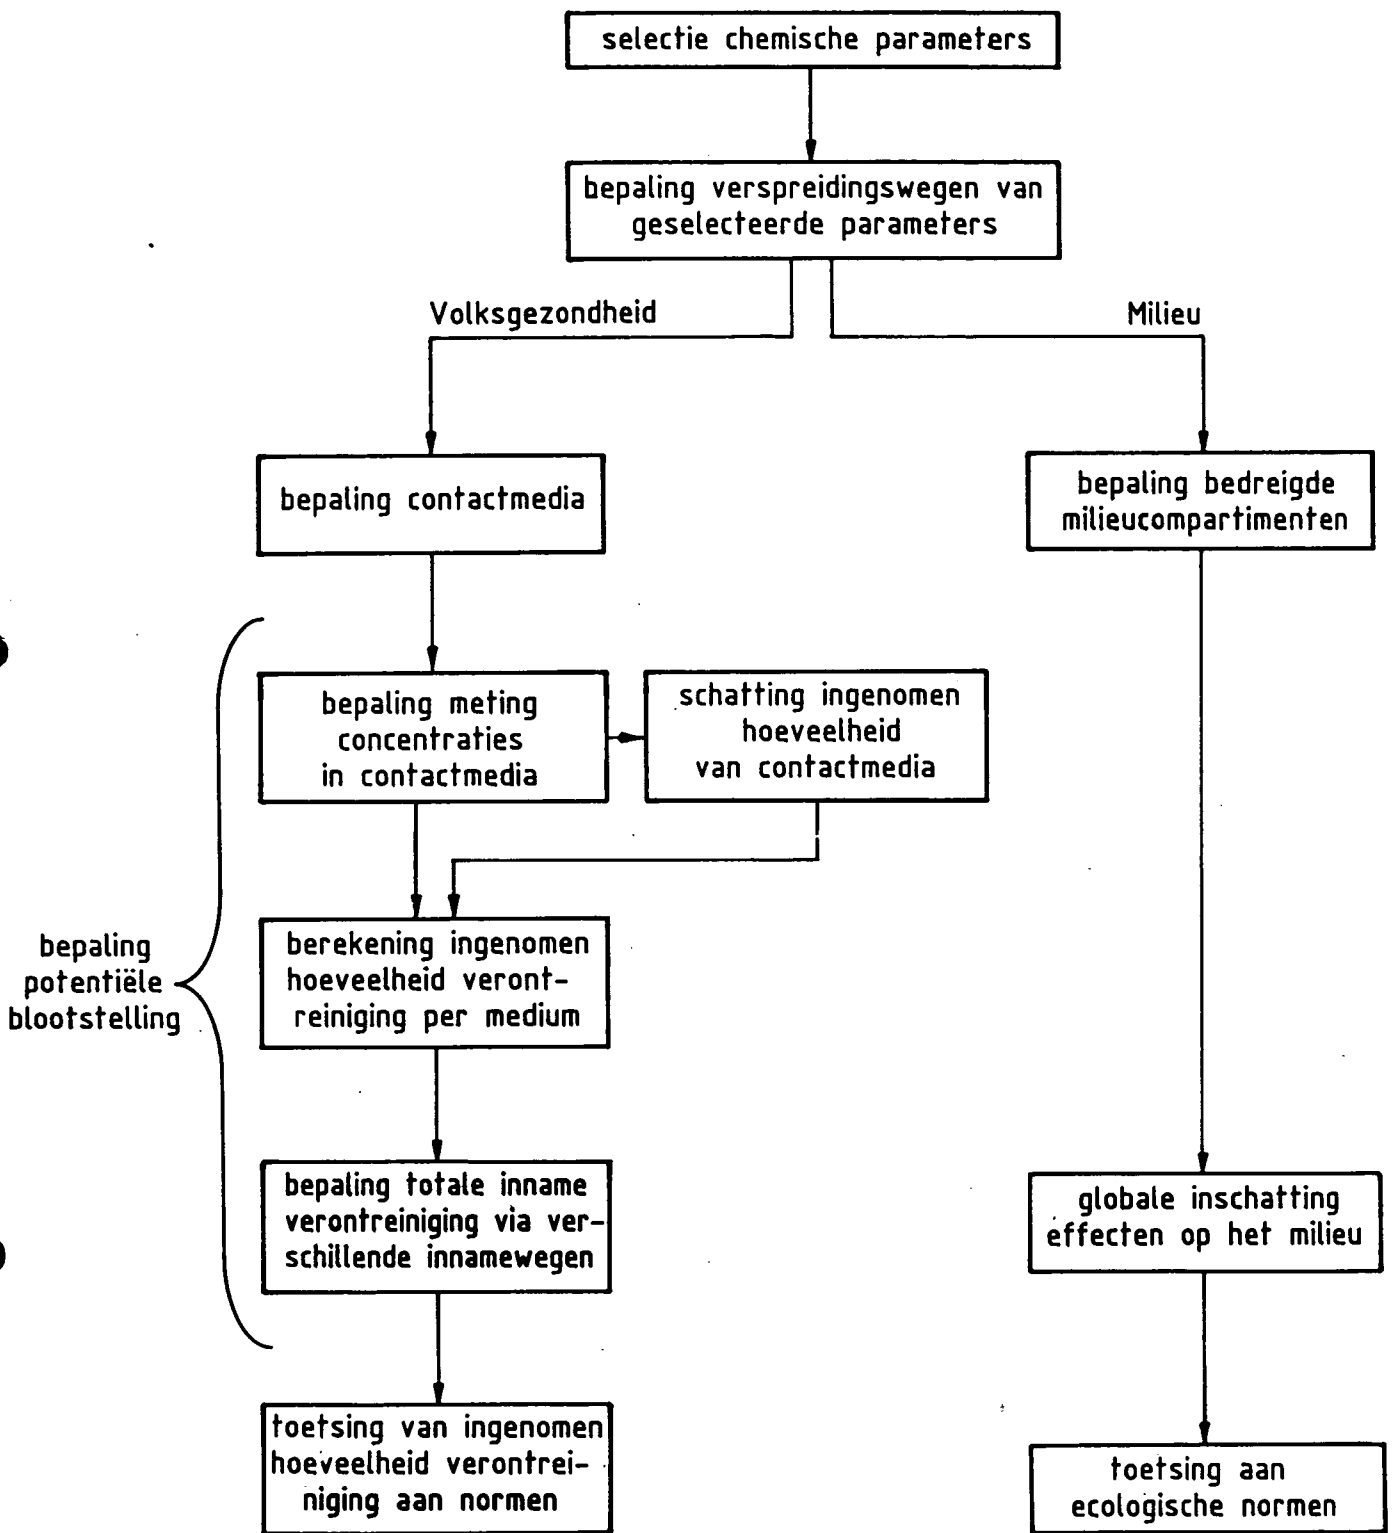 selectie chemische parameters
bepaling verspreidingswegen van
geselecteerde parameters
Volksgezondheid
Milieu
bepaling contactmedia
bepaling bedreigde
milieucompartimenten
bepaling meting
concentraties
in contactmedia
schatting ingenomen
hoeveelheid
van contactmedia
bepaling
potentiële
blootstelling
berekening ingenomen
hoeveelheid veront-
reiniging per medium
bepaling totale inname
verontreiniging via ver-
schillende innamewegen
globale inschatting
effecten op het milieu
toetsing van ingenomen
hoeveelheid verontrei-
niging aan normen
toetsing aan
ecologische normen